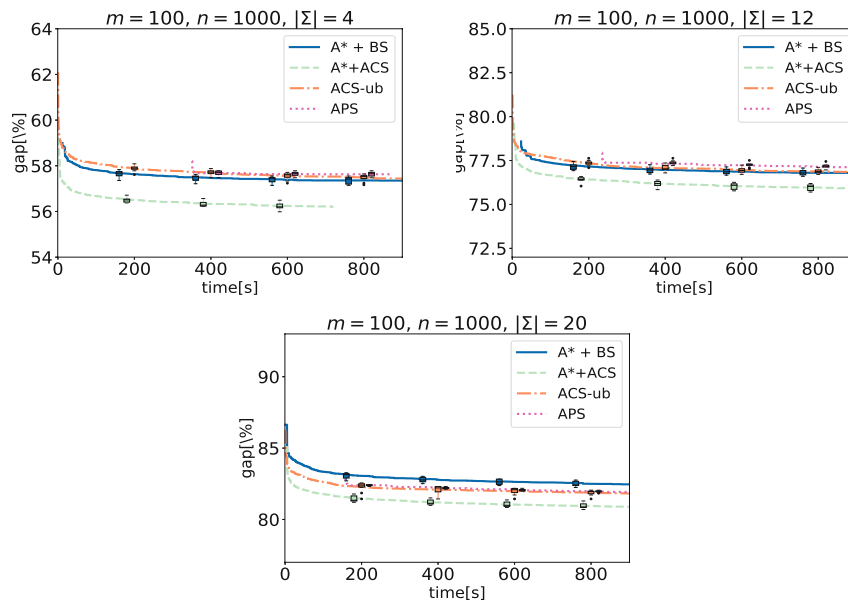 m = 100, n = 1000, |Σ| = 4
64
62
60
58
56
54
gap[\%]
0
200
400
600
800
time[s]
A* + BS
A*+ACS
ACS-ub
APS
m = 100, n = 1000, |Σ| = 12
85.0
82.5
80.0
77.5
75.0
72.5
gap[\%]
0
200
400
600
800
time[s]
A* + BS
A*+ACS
ACS-ub
APS
m = 100, n = 1000, |Σ| = 20
90
85
80
gap[\%]
0
200
400
600
800
time[s]
A* + BS
A*+ACS
ACS-ub
APS